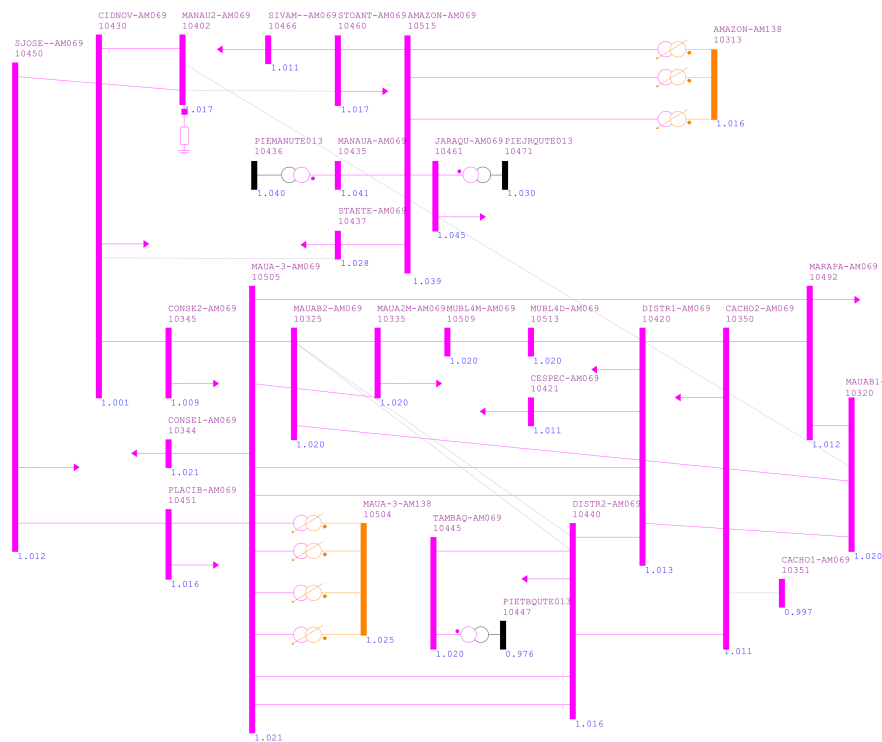 CIDNOV-AM069
10430
MANAU2-AM069
10402
SIVAM--AM069
10466
STOANT-AM069
10460
AMAZON-AM069
10515
AMAZON-AM138
10313
SJOSE--AM069
10450
1.011
1.017
1.017
1.016
PIEMANUTE013
10436
MANAUA-AM069
10435
JARAQU-AM069
10461
PIEJRQUTE013
10471
1.040
1.041
1.030
STAETE-AM069
10437
1.045
1.028
1.039
MAUA-3-AM069
10505
MARAPA-AM069
10492
CONSE2-AM069
10345
MAUAB2-AM069
10325
MAUA2M-AM069
10335
MUBL4M-AM069
10509
MUBL4D-AM069
10513
DISTR1-AM069
10420
CACHO2-AM069
10350
1.020
1.020
CESPEC-AM069
10421
MAUAB1-
10320
1.001
1.009
1.020
1.011
CONSE1-AM069
10344
1.020
1.012
1.021
PLACIB-AM069
10451
MAUA-3-AM138
10504
TAMBAQ-AM069
10445
DISTR2-AM069
10440
1.012
1.016
1.013
1.020
CACHO1-AM069
10351
PIETBQUTE013
10447
0.997
1.025
1.020
0.976
1.011
1.016
1.021